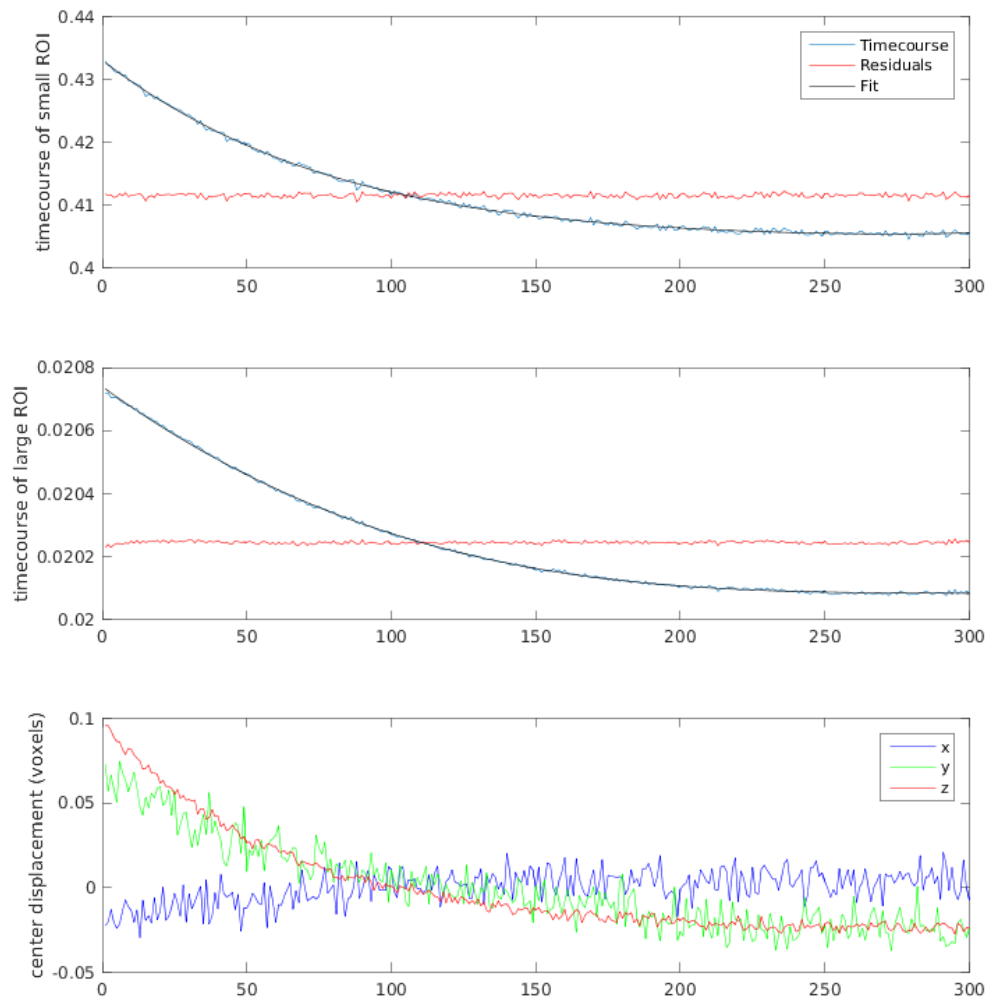 timecourse of small ROI
0.44
0.43
0.42
0.41
0.4
0 50 100 150 200 250 300
Timecourse
Residuals
Fit
timecourse of large ROI
0.0208
0.0206
0.0204
0.0202
0.02
0 50 100 150 200 250 300
center displacement (voxels)
0.1
0.05
0
-0.05
0 50 100 150 200 250 300
x
y
z